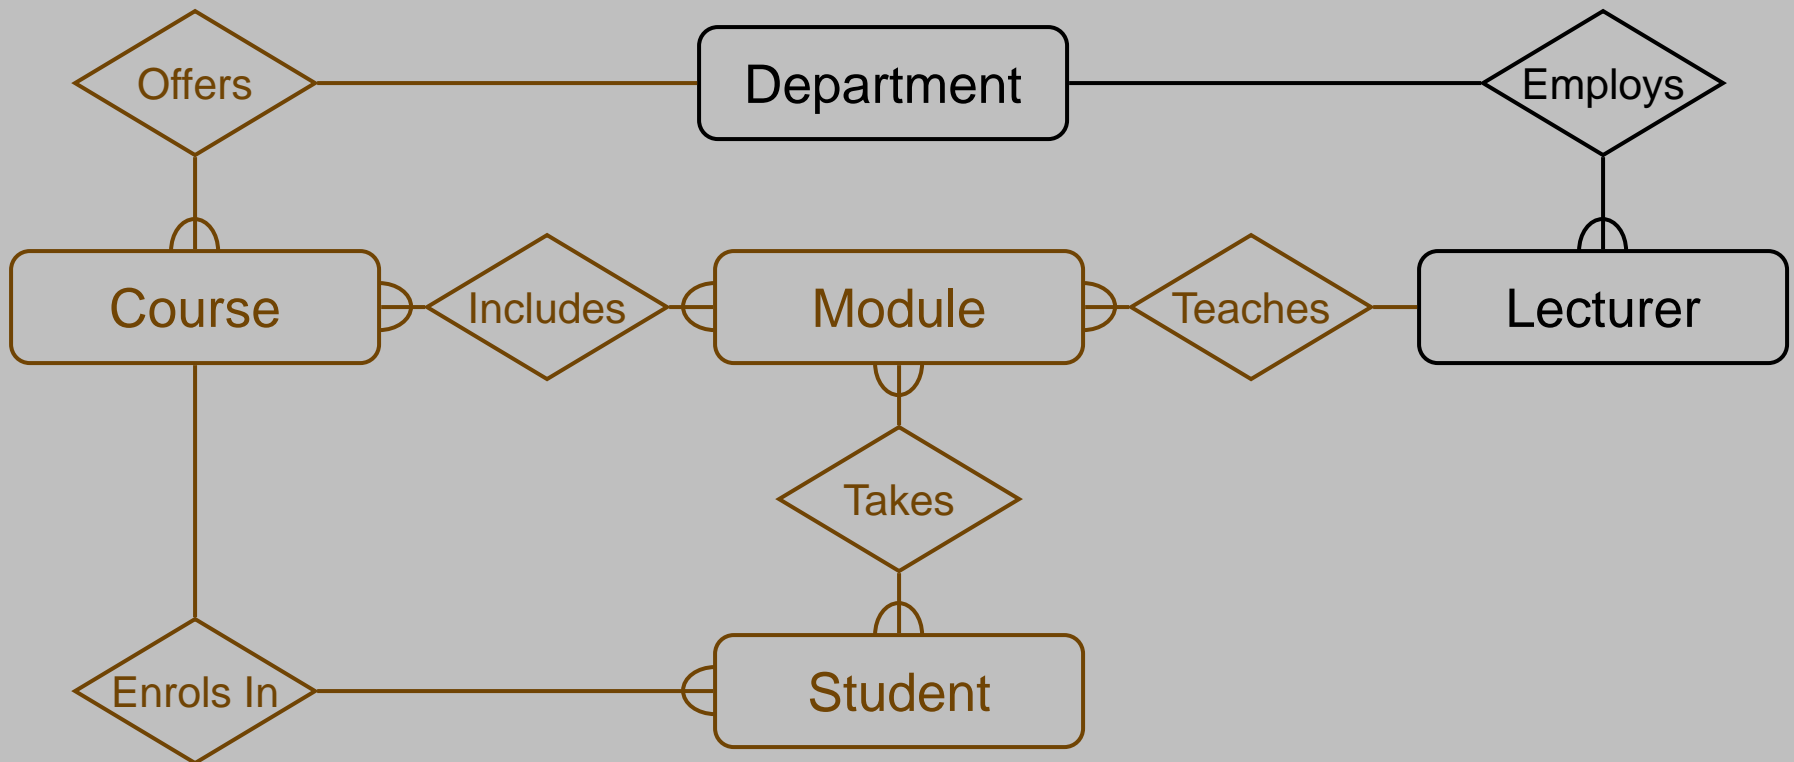 Offers
Department
Employs
Course
Includes
Module
Teaches
Lecturer
Takes
Enrols In
Student